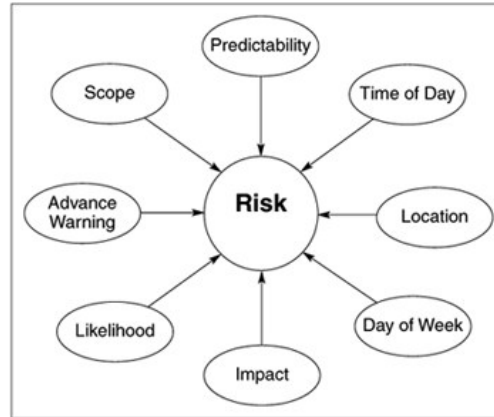 Predictability
Scope
Time of Day
Advance
Warning
Risk
Location
Likelihood
Day of Week
Impact